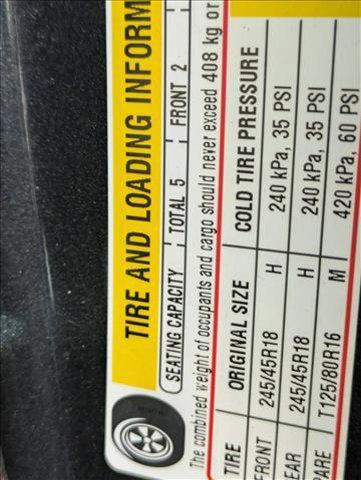 TIRE AND LOADING INFORM
SEATING CAPACITY TOTAL 5 FRONT 2
The combined weight of occupants and cargo should never exceed 408 kg or
TIRE ORIGINAL SIZE COLD TIRE PRESSURE
FRONT 245/45R18 H 240 kPa, 35 PSI
EAR 245/45R18 H 240 kPa, 35 PSI
PARE T125/80R16 M 420 kPa, 60 PSI